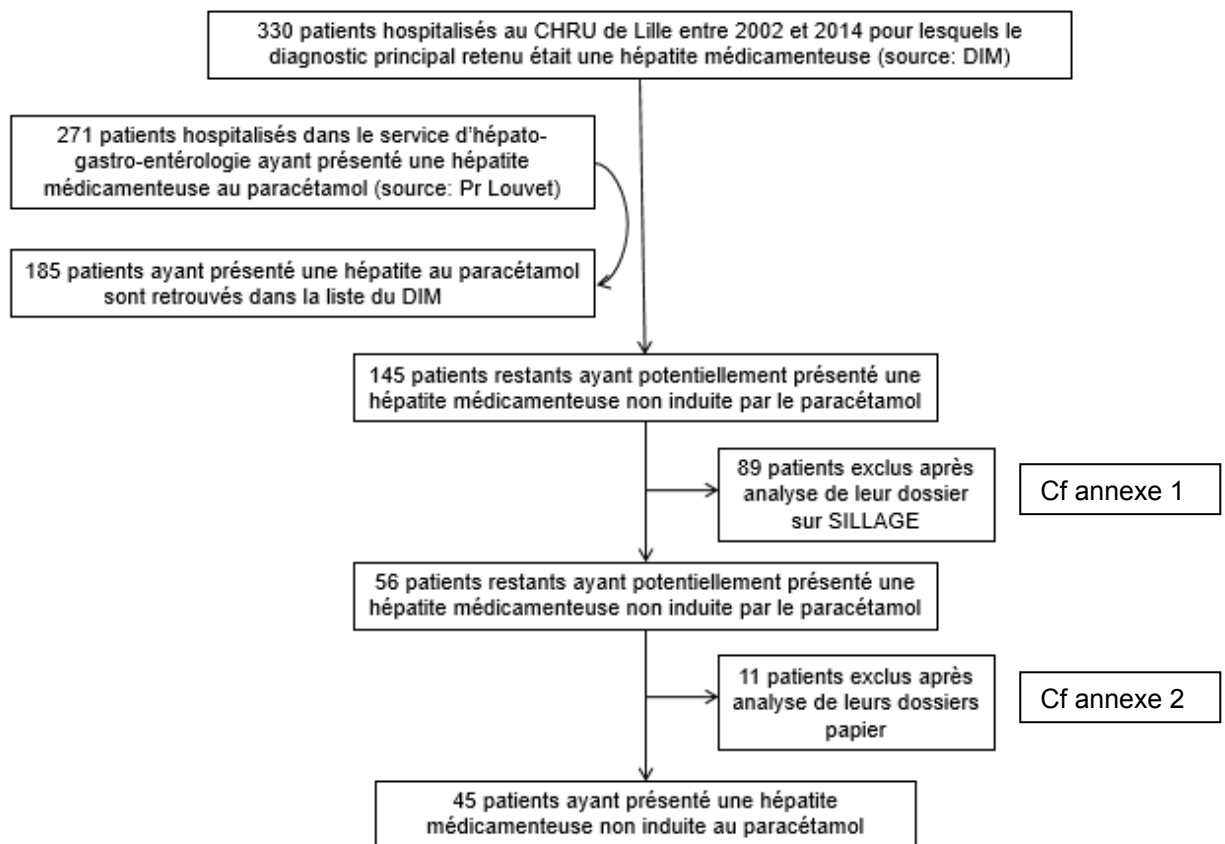 330 patients hospitalisés au CHRU de Lille entre 2002 et 2014 pour lesquels le
diagnostic principal retenu était une hépatite médicamenteuse (source: DIM)
271 patients hospitalisés dans le service d'hépato-
gastro-entérologie ayant présenté une hépatite
médicamenteuse au paracétamol (source: Pr Louvet)
185 patients ayant présenté une hépatite au paracétamol
sont retrouvés dans la liste du DIM
145 patients restants ayant potentiellement présenté une
hépatite médicamenteuse non induite par le paracétamol
89 patients exclus après
analyse de leur dossier
sur SILLAGE
Cf annexe 1
56 patients restants ayant potentiellement présenté une
hépatite médicamenteuse non induite par le paracétamol
11 patients exclus après
analyse de leurs dossiers
papier
Cf annexe 2
45 patients ayant présenté une hépatite
médicamenteuse non induite au paracétamol